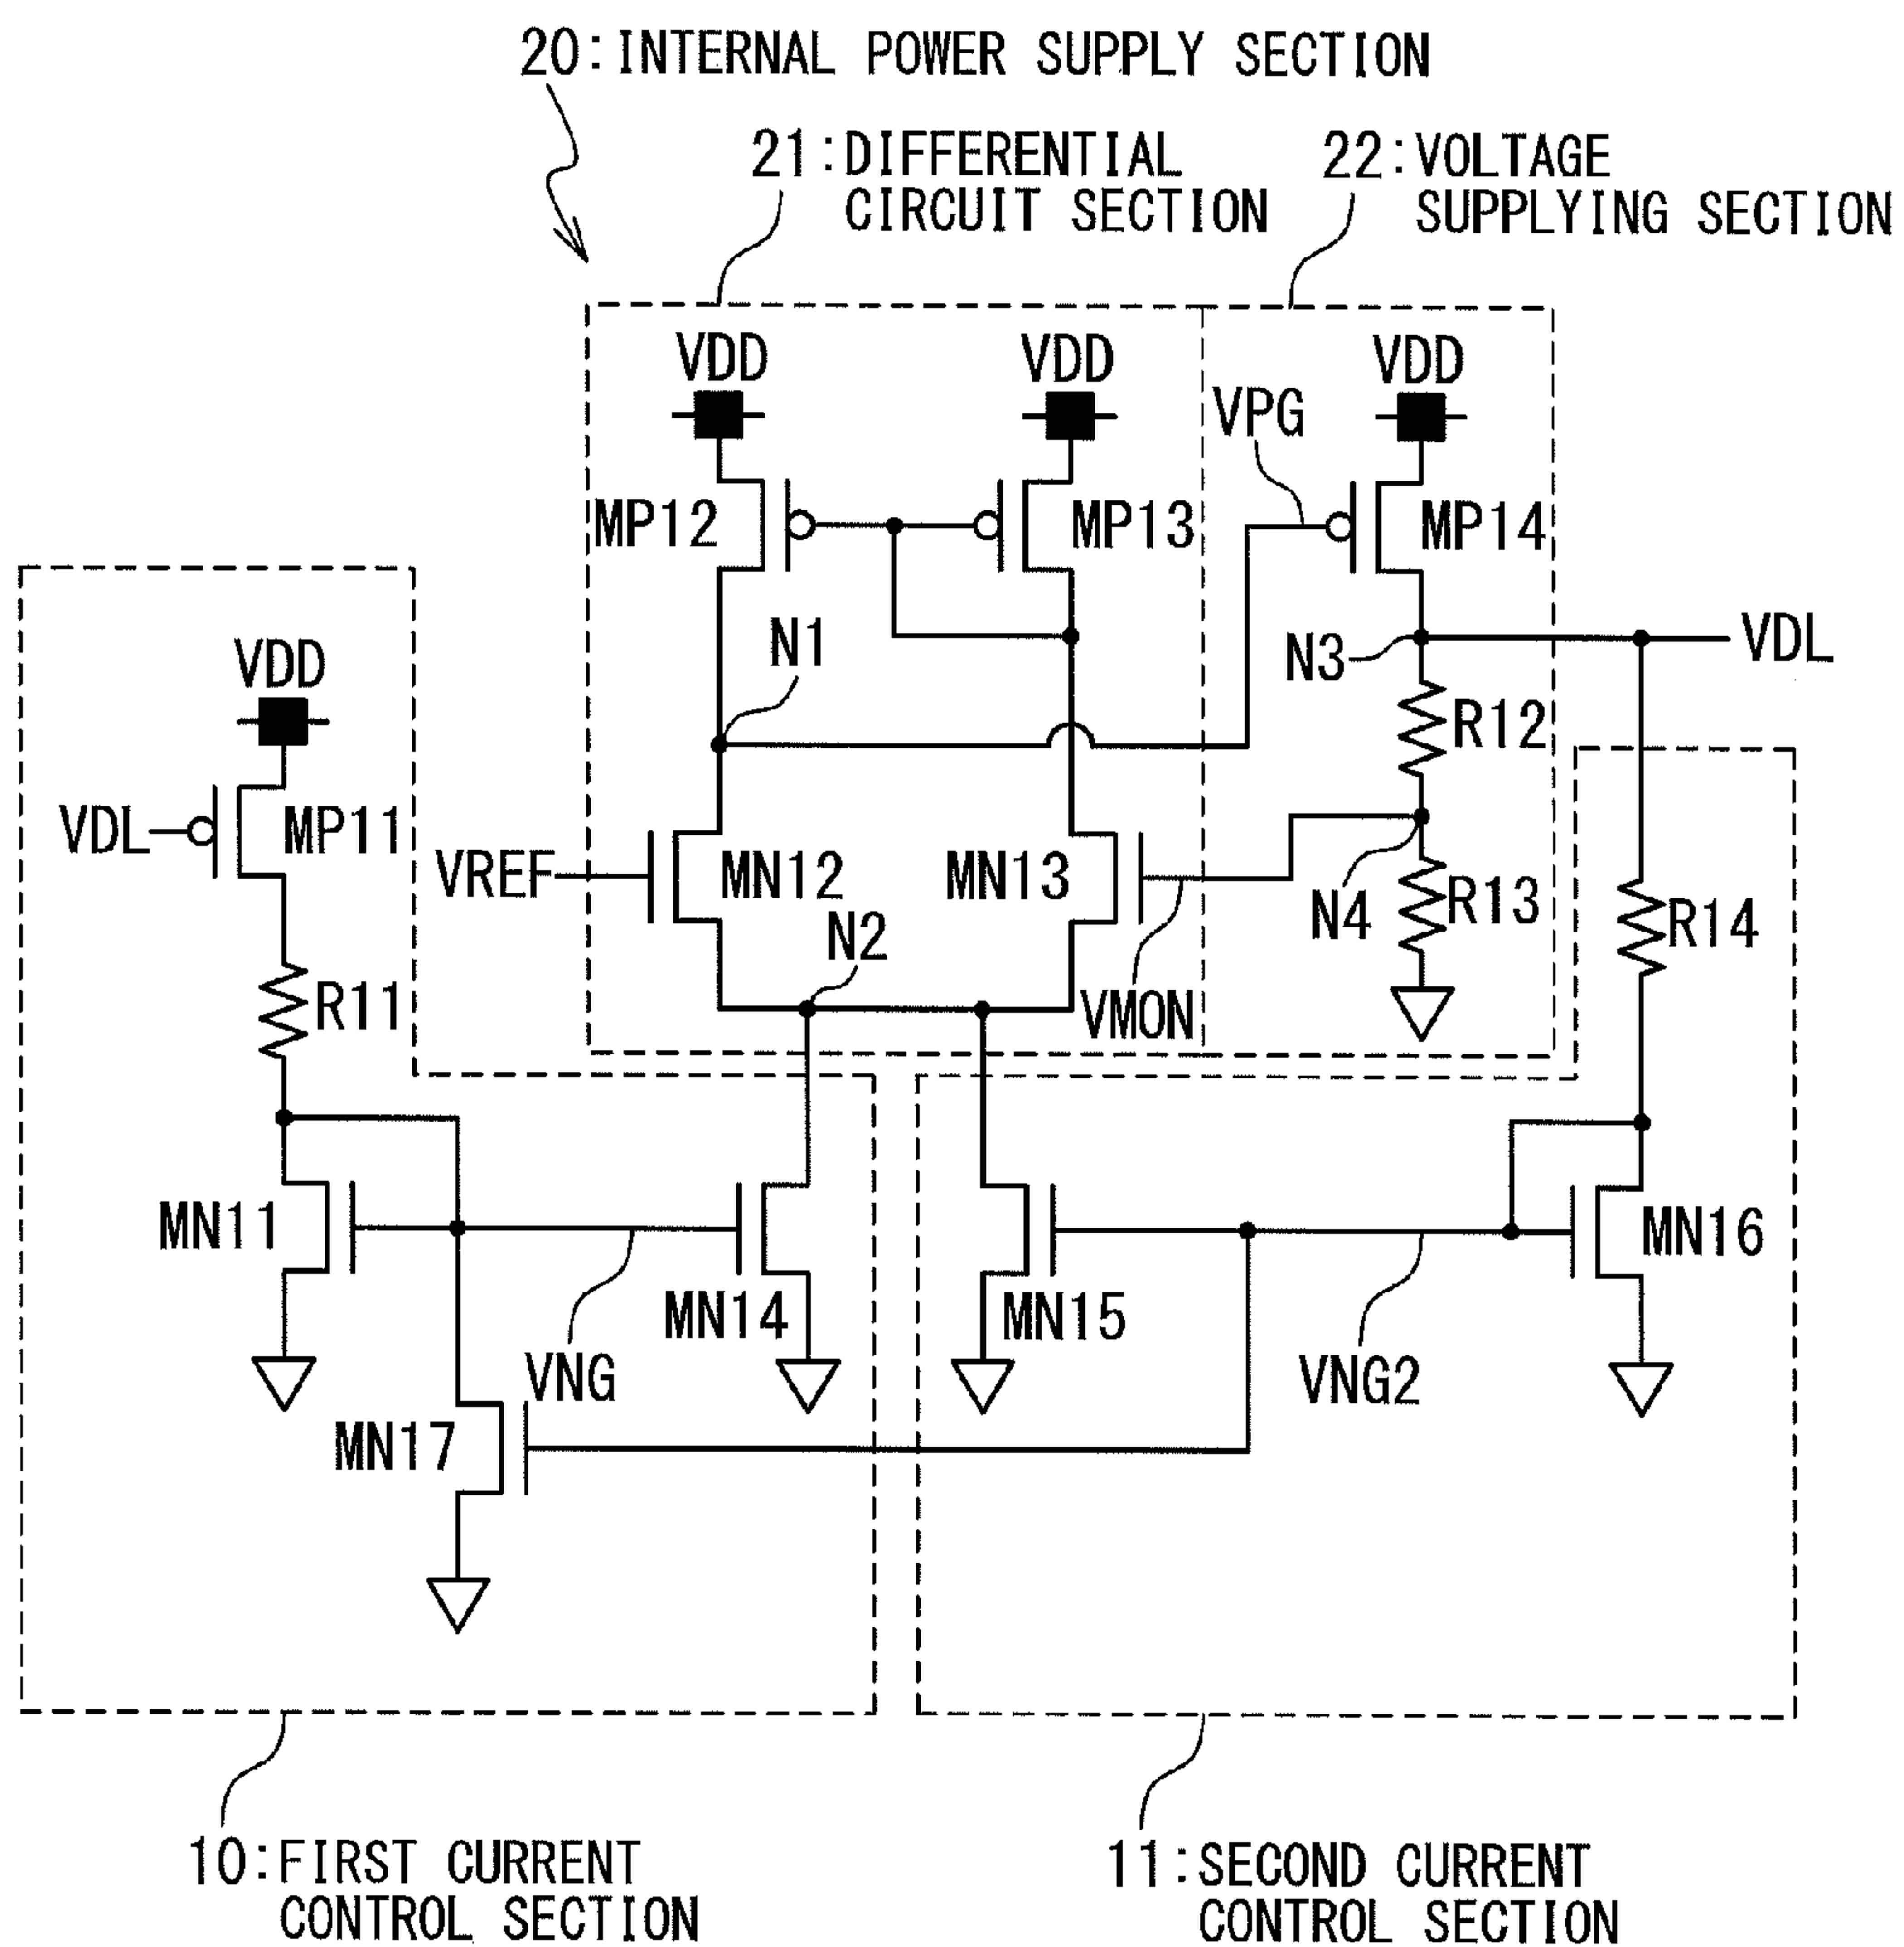 20:INTERNAL POWER SUPPLY SECTION
21:DIFFERENTIAL
CIRCUIT SECTION
22:VOLTAGE
SUPPLYING SECTION
VDD
VDD
VDD
VPG
MP12
MP13
MP14
N1
N3
VDL
VDD
R12
VDL
MP11
VREF
MN12
MN13
N4
R13
R14
N2
R11
VMON
MN11
MN14
MN15
MN16
VNG
VNG2
MN17
10:FIRST CURRENT
CONTROL SECTION
11:SECOND CURRENT
CONTROL SECTION